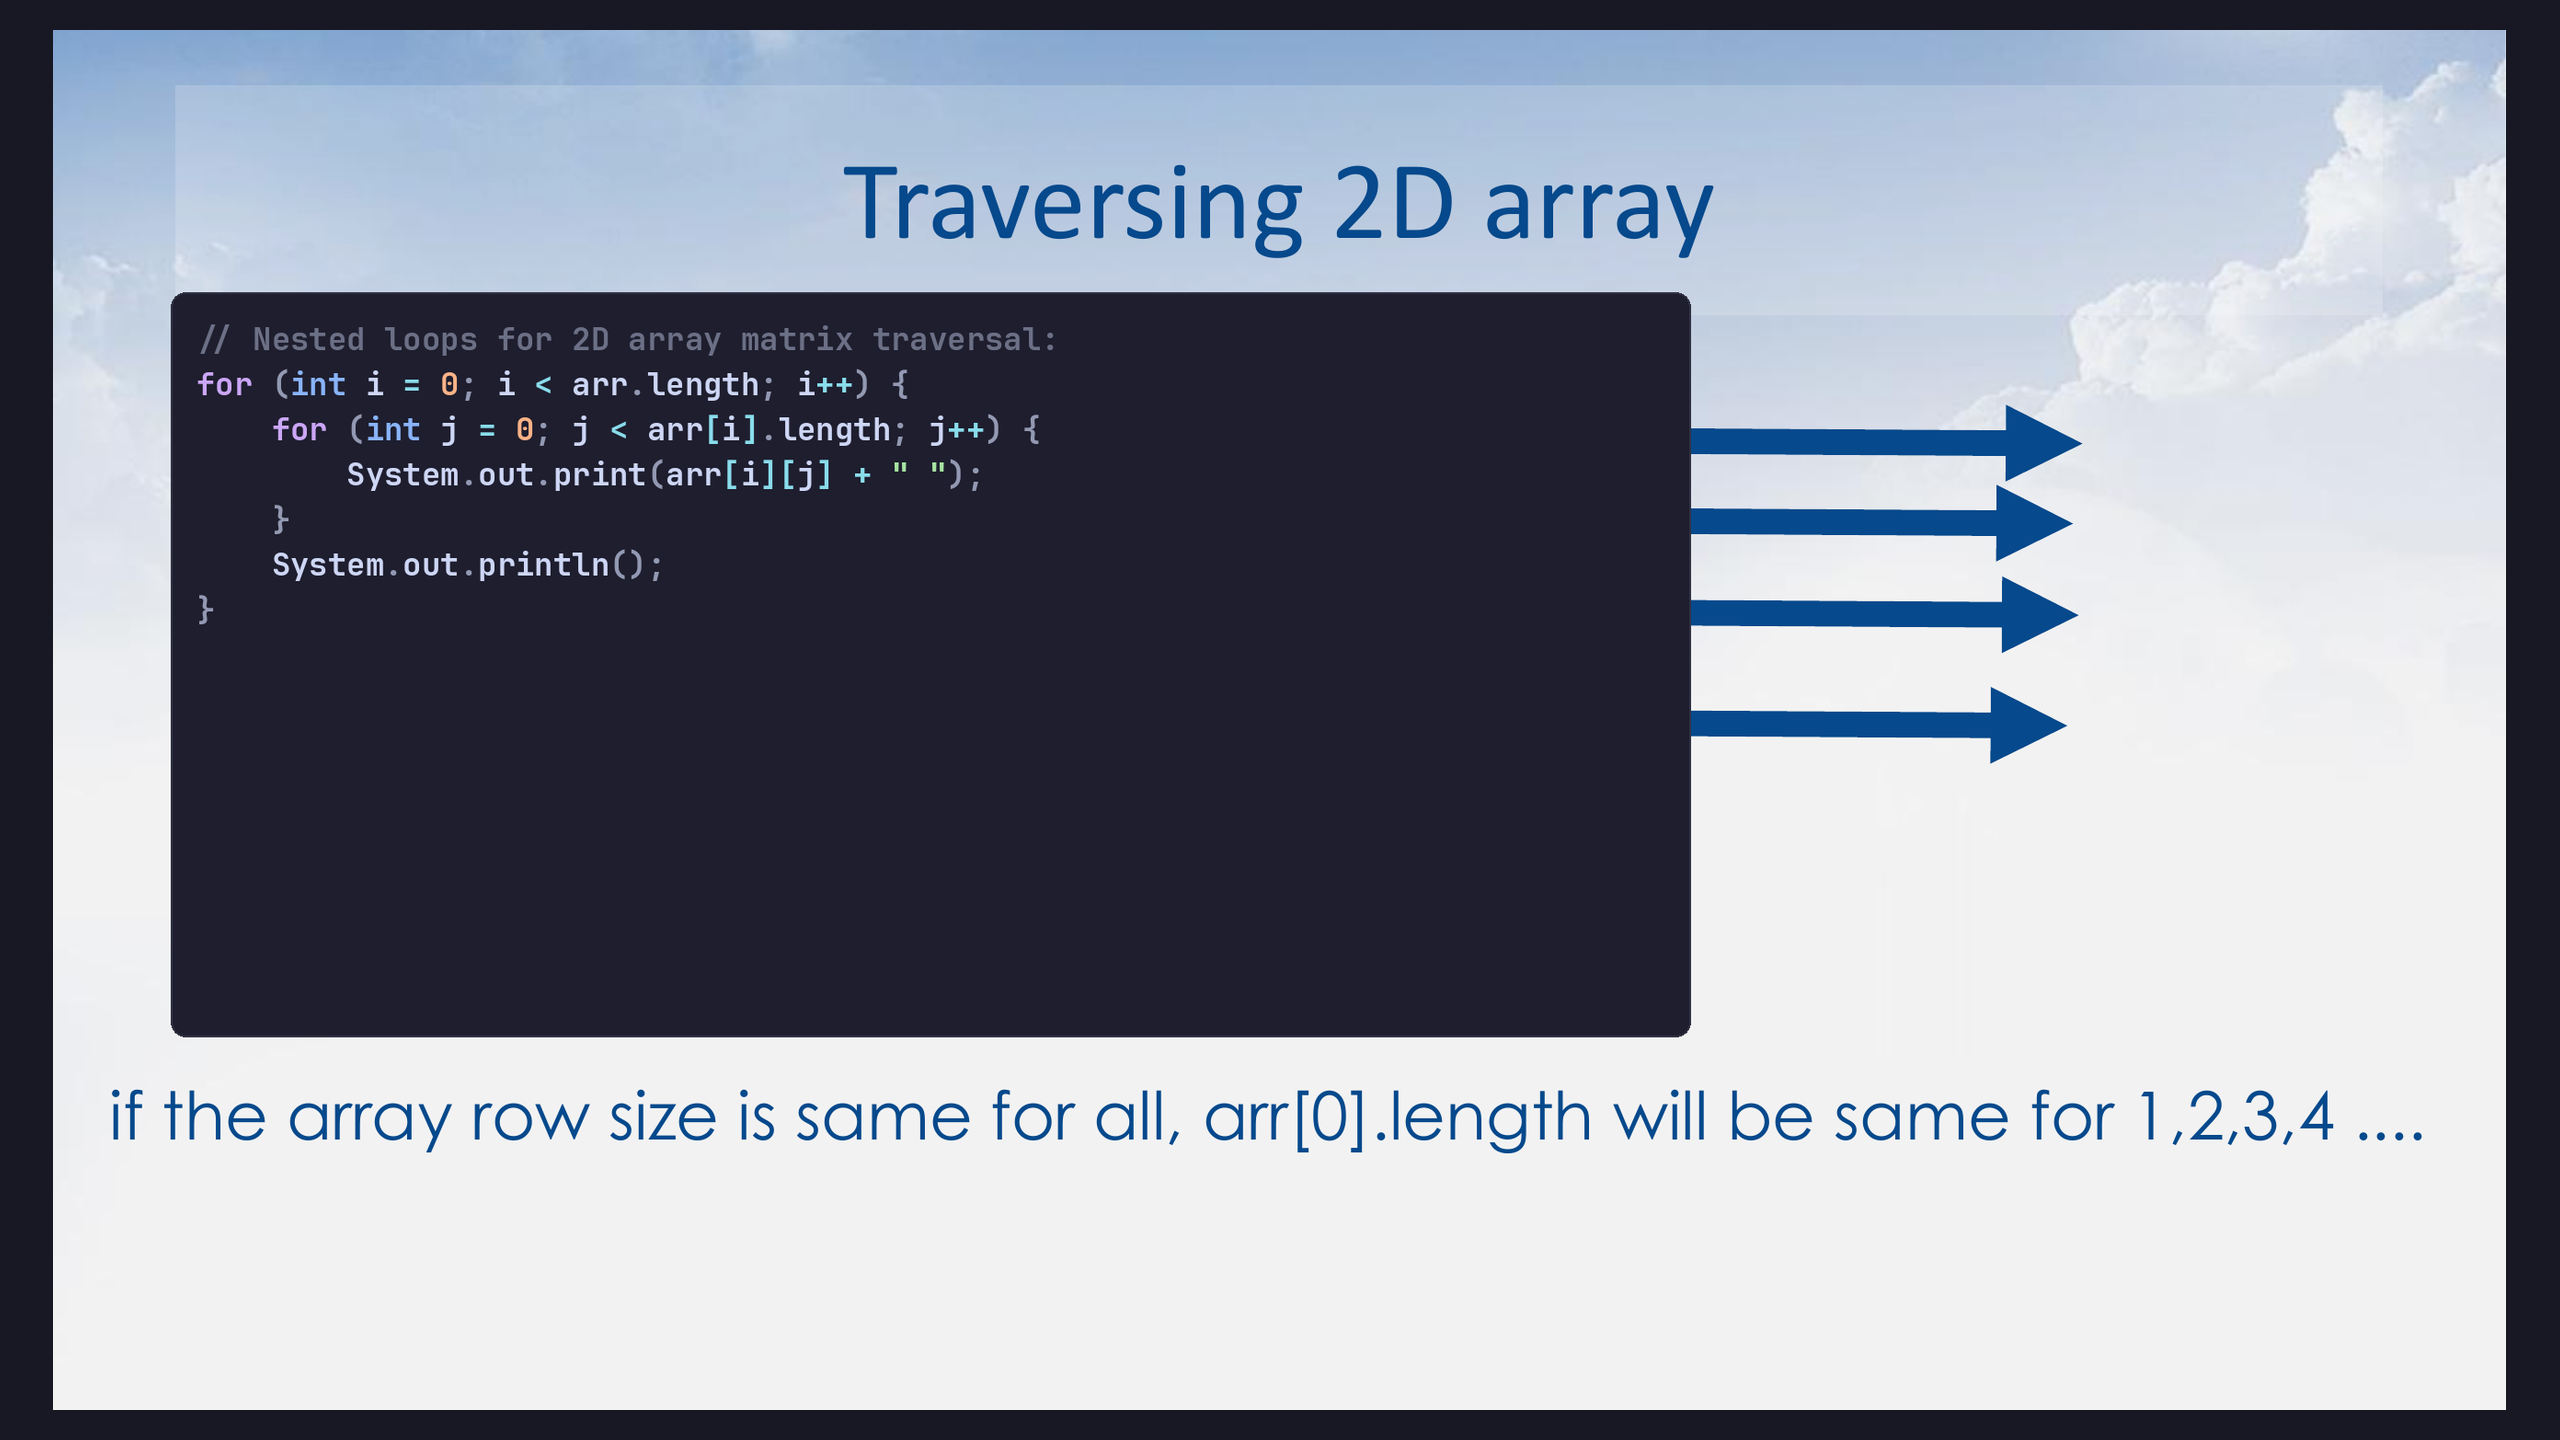 Traversing 2D array
// Nested loops for 2D array matrix traversal:
for (int i = 0; i < arr.length; i++) {
    for (int j = 0; j < arr[i].length; j++) {
        System.out.print(arr[i][j] + " ");
    }
    System.out.println();
}
if the array row size is same for all, arr[0].length will be same for 1,2,3,4 ....